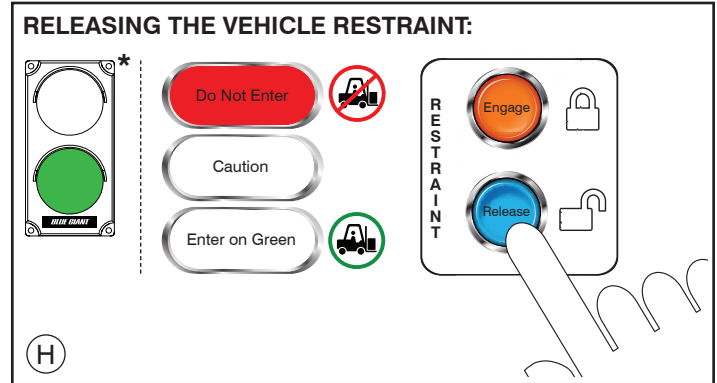 RELEASING THE VEHICLE RESTRAINT:
*
BLUE GIANT
Do Not Enter
Caution
Enter on Green
RESTRAINT
Engage
Release
H